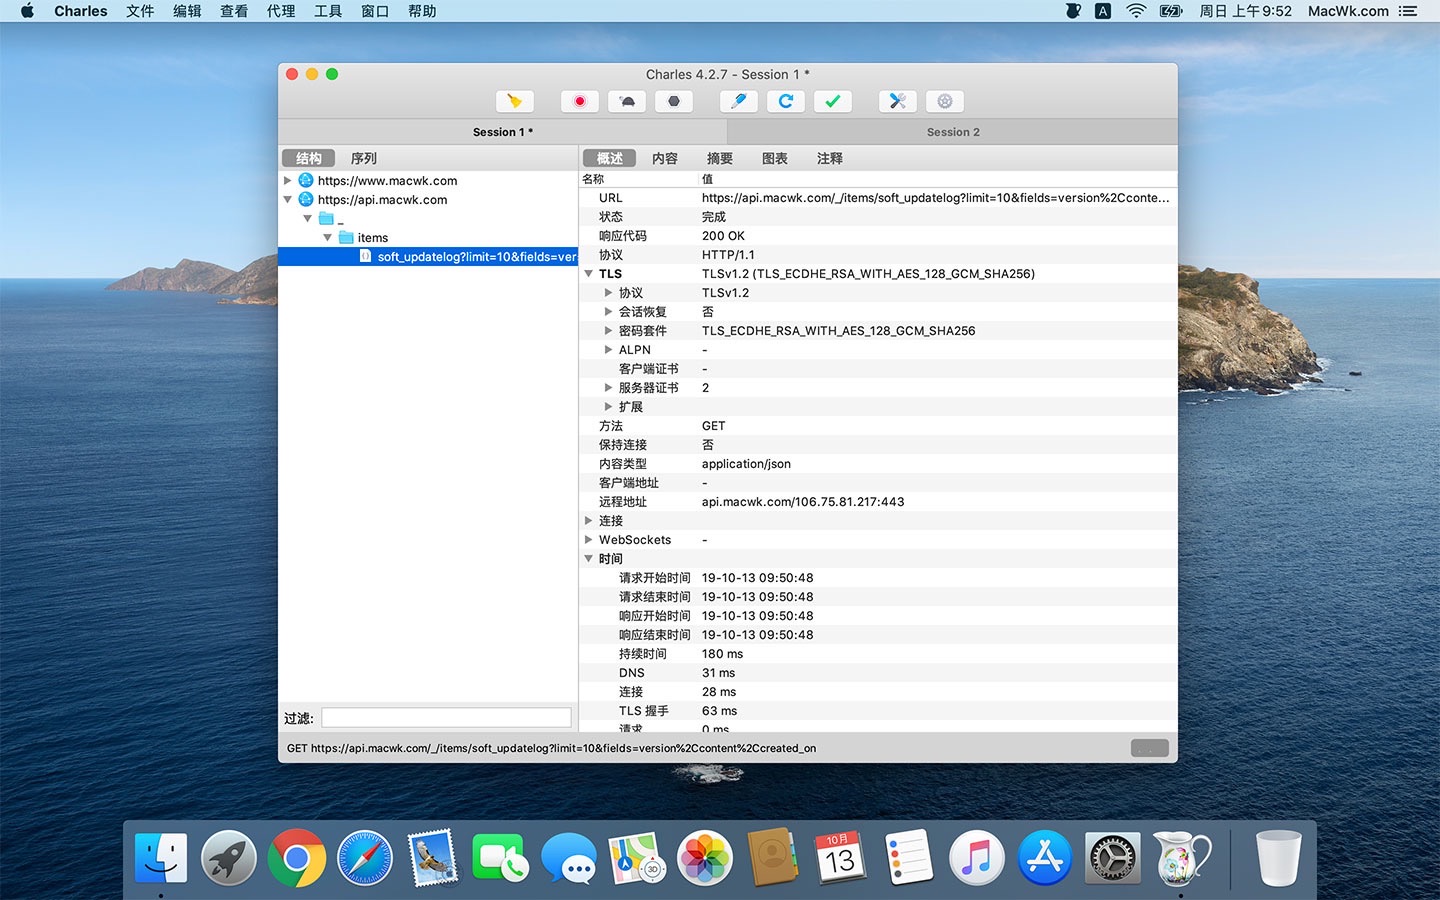 Charles 文件 编辑 查看 代理 工具 窗口 帮助 A 周日 上午9:52 MacWk.com
Charles 4.2.7 - Session 1 *
Session 1 * Session 2
结构 序列
https://www.macwk.com
https://api.macwk.com
_
items
soft_updatelog?limit=10&fields=ver
过滤:
概述 内容 摘要 图表 注释
名称 值
URL https://api.macwk.com/_/items/soft_updatelog?limit=10&fields=version%2Cconte...
状态 完成
响应代码 200 OK
协议 HTTP/1.1
TLS TLSv1.2 (TLS_ECDHE_RSA_WITH_AES_128_GCM_SHA256)
协议 TLSv1.2
会话恢复 否
密码套件 TLS_ECDHE_RSA_WITH_AES_128_GCM_SHA256
ALPN -
客户端证书 -
服务器证书 2
扩展
方法 GET
保持连接 否
内容类型 application/json
客户端地址 -
远程地址 api.macwk.com/106.75.81.217:443
连接
WebSockets -
时间
请求开始时间 19-10-13 09:50:48
请求结束时间 19-10-13 09:50:48
响应开始时间 19-10-13 09:50:48
响应结束时间 19-10-13 09:50:48
持续时间 180 ms
DNS 31 ms
连接 28 ms
TLS 握手 63 ms
请求 0 ms
GET https://api.macwk.com/_/items/soft_updatelog?limit=10&fields=version%2Ccontent%2Ccreated_on
3D
10月
13